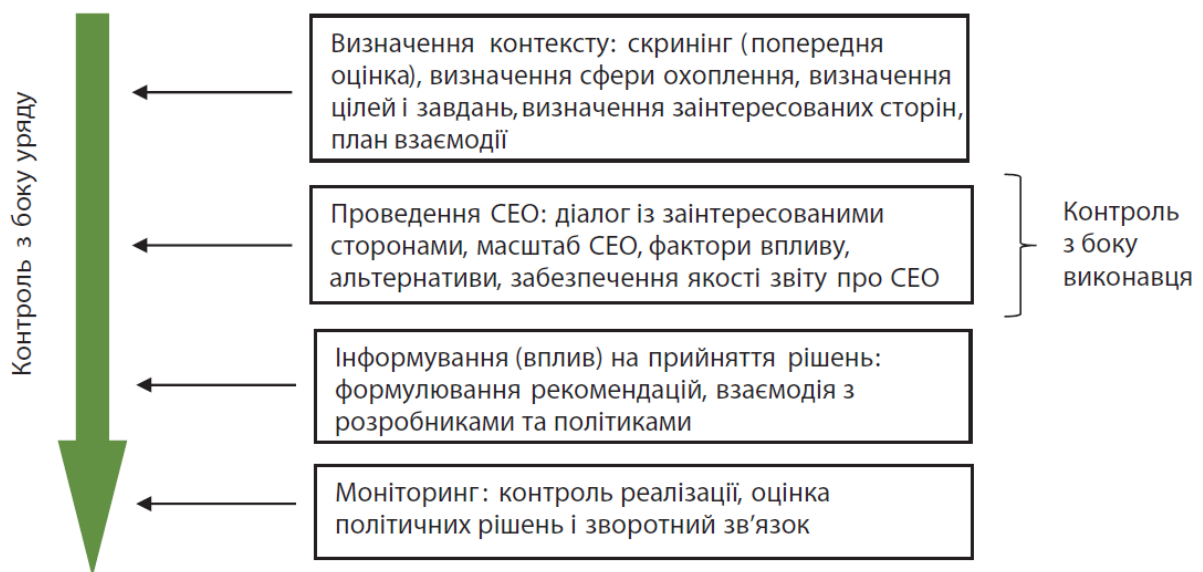 Контроль з боку уряду
Визначення контексту: скринінг (попередня
оцінка), визначення сфери охоплення, визначення
цілей і завдань, визначення заінтересованих сторін,
план взаємодії
Проведення СЕО: діалог із заінтересованими
сторонами, масштаб СЕО, фактори впливу,
альтернативи, забезпечення якості звіту про СЕО
Контроль
з боку
виконавця
Інформування (вплив) на прийняття рішень:
формулювання рекомендацій, взаємодія з
розробниками та політиками
Моніторинг: контроль реалізації, оцінка
політичних рішень і зворотний зв’язок